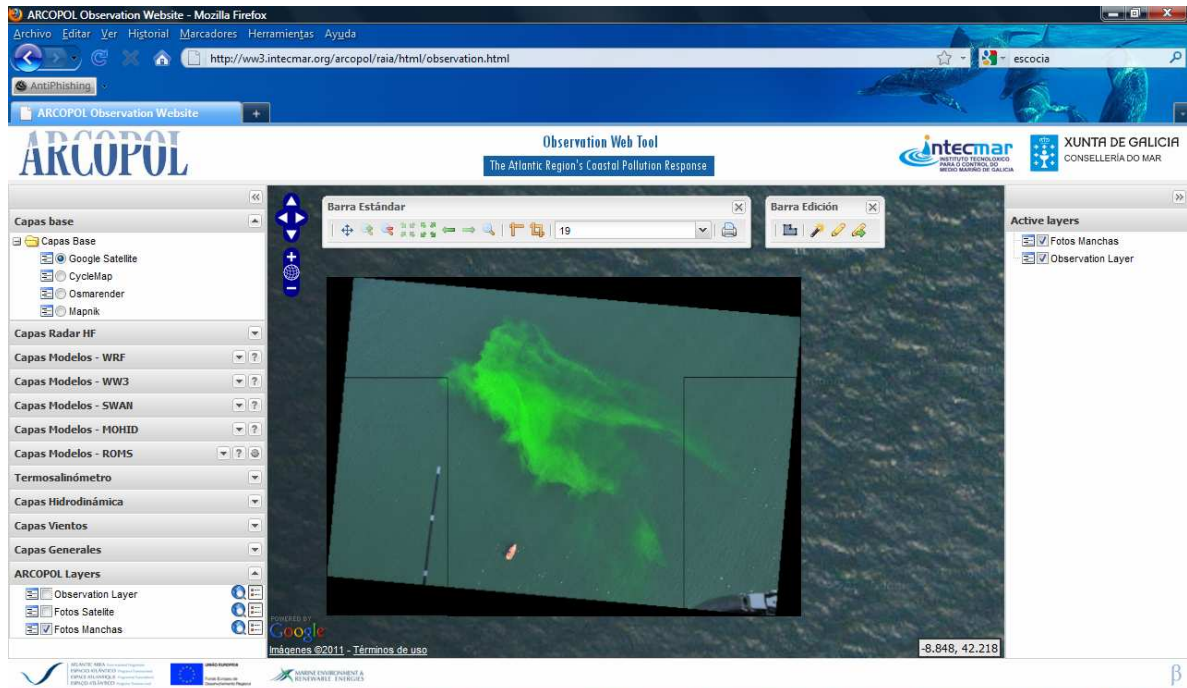 ARCOPOL Observation Website - Mozilla Firefox
Archivo Editar Ver Historial Marcadores Herramientas Ayuda
http://ww3.intecmar.org/arcopol/raia/html/observation.html
escocia
AntiPhishing
ARCOPOL Observation Website
ARCOPOL
Observation Web Tool
The Atlantic Region's Coastal Pollution Response
intecmar
INSTITUTO TECNOLÓXICO
PARA O CONTROL DO
MEDIO MARIÑO DE GALICIA
XUNTA DE GALICIA
CONSELLERÍA DO MAR
Capas base
Capas Base
Google Satellite
CycleMap
Osmarender
Mapnik
Capas Radar HF
Capas Modelos - WRF
Capas Modelos - WW3
Capas Modelos - SWAN
Capas Modelos - MOHID
Capas Modelos - ROMS
Termosalinómetro
Capas Hidrodinámica
Capas Vientos
Capas Generales
ARCOPOL Layers
Observation Layer
Fotos Satelite
Fotos Manchas
Barra Estándar
19
Barra Edición
Active layers
Fotos Manchas
Observation Layer
POWERED BY
Google
Imágenes ©2011 - Términos de uso
-8.848, 42.218
UNIÃO EUROPEIA
MARINE ENVIRONMENT &
RENEWABLE ENERGIES
β